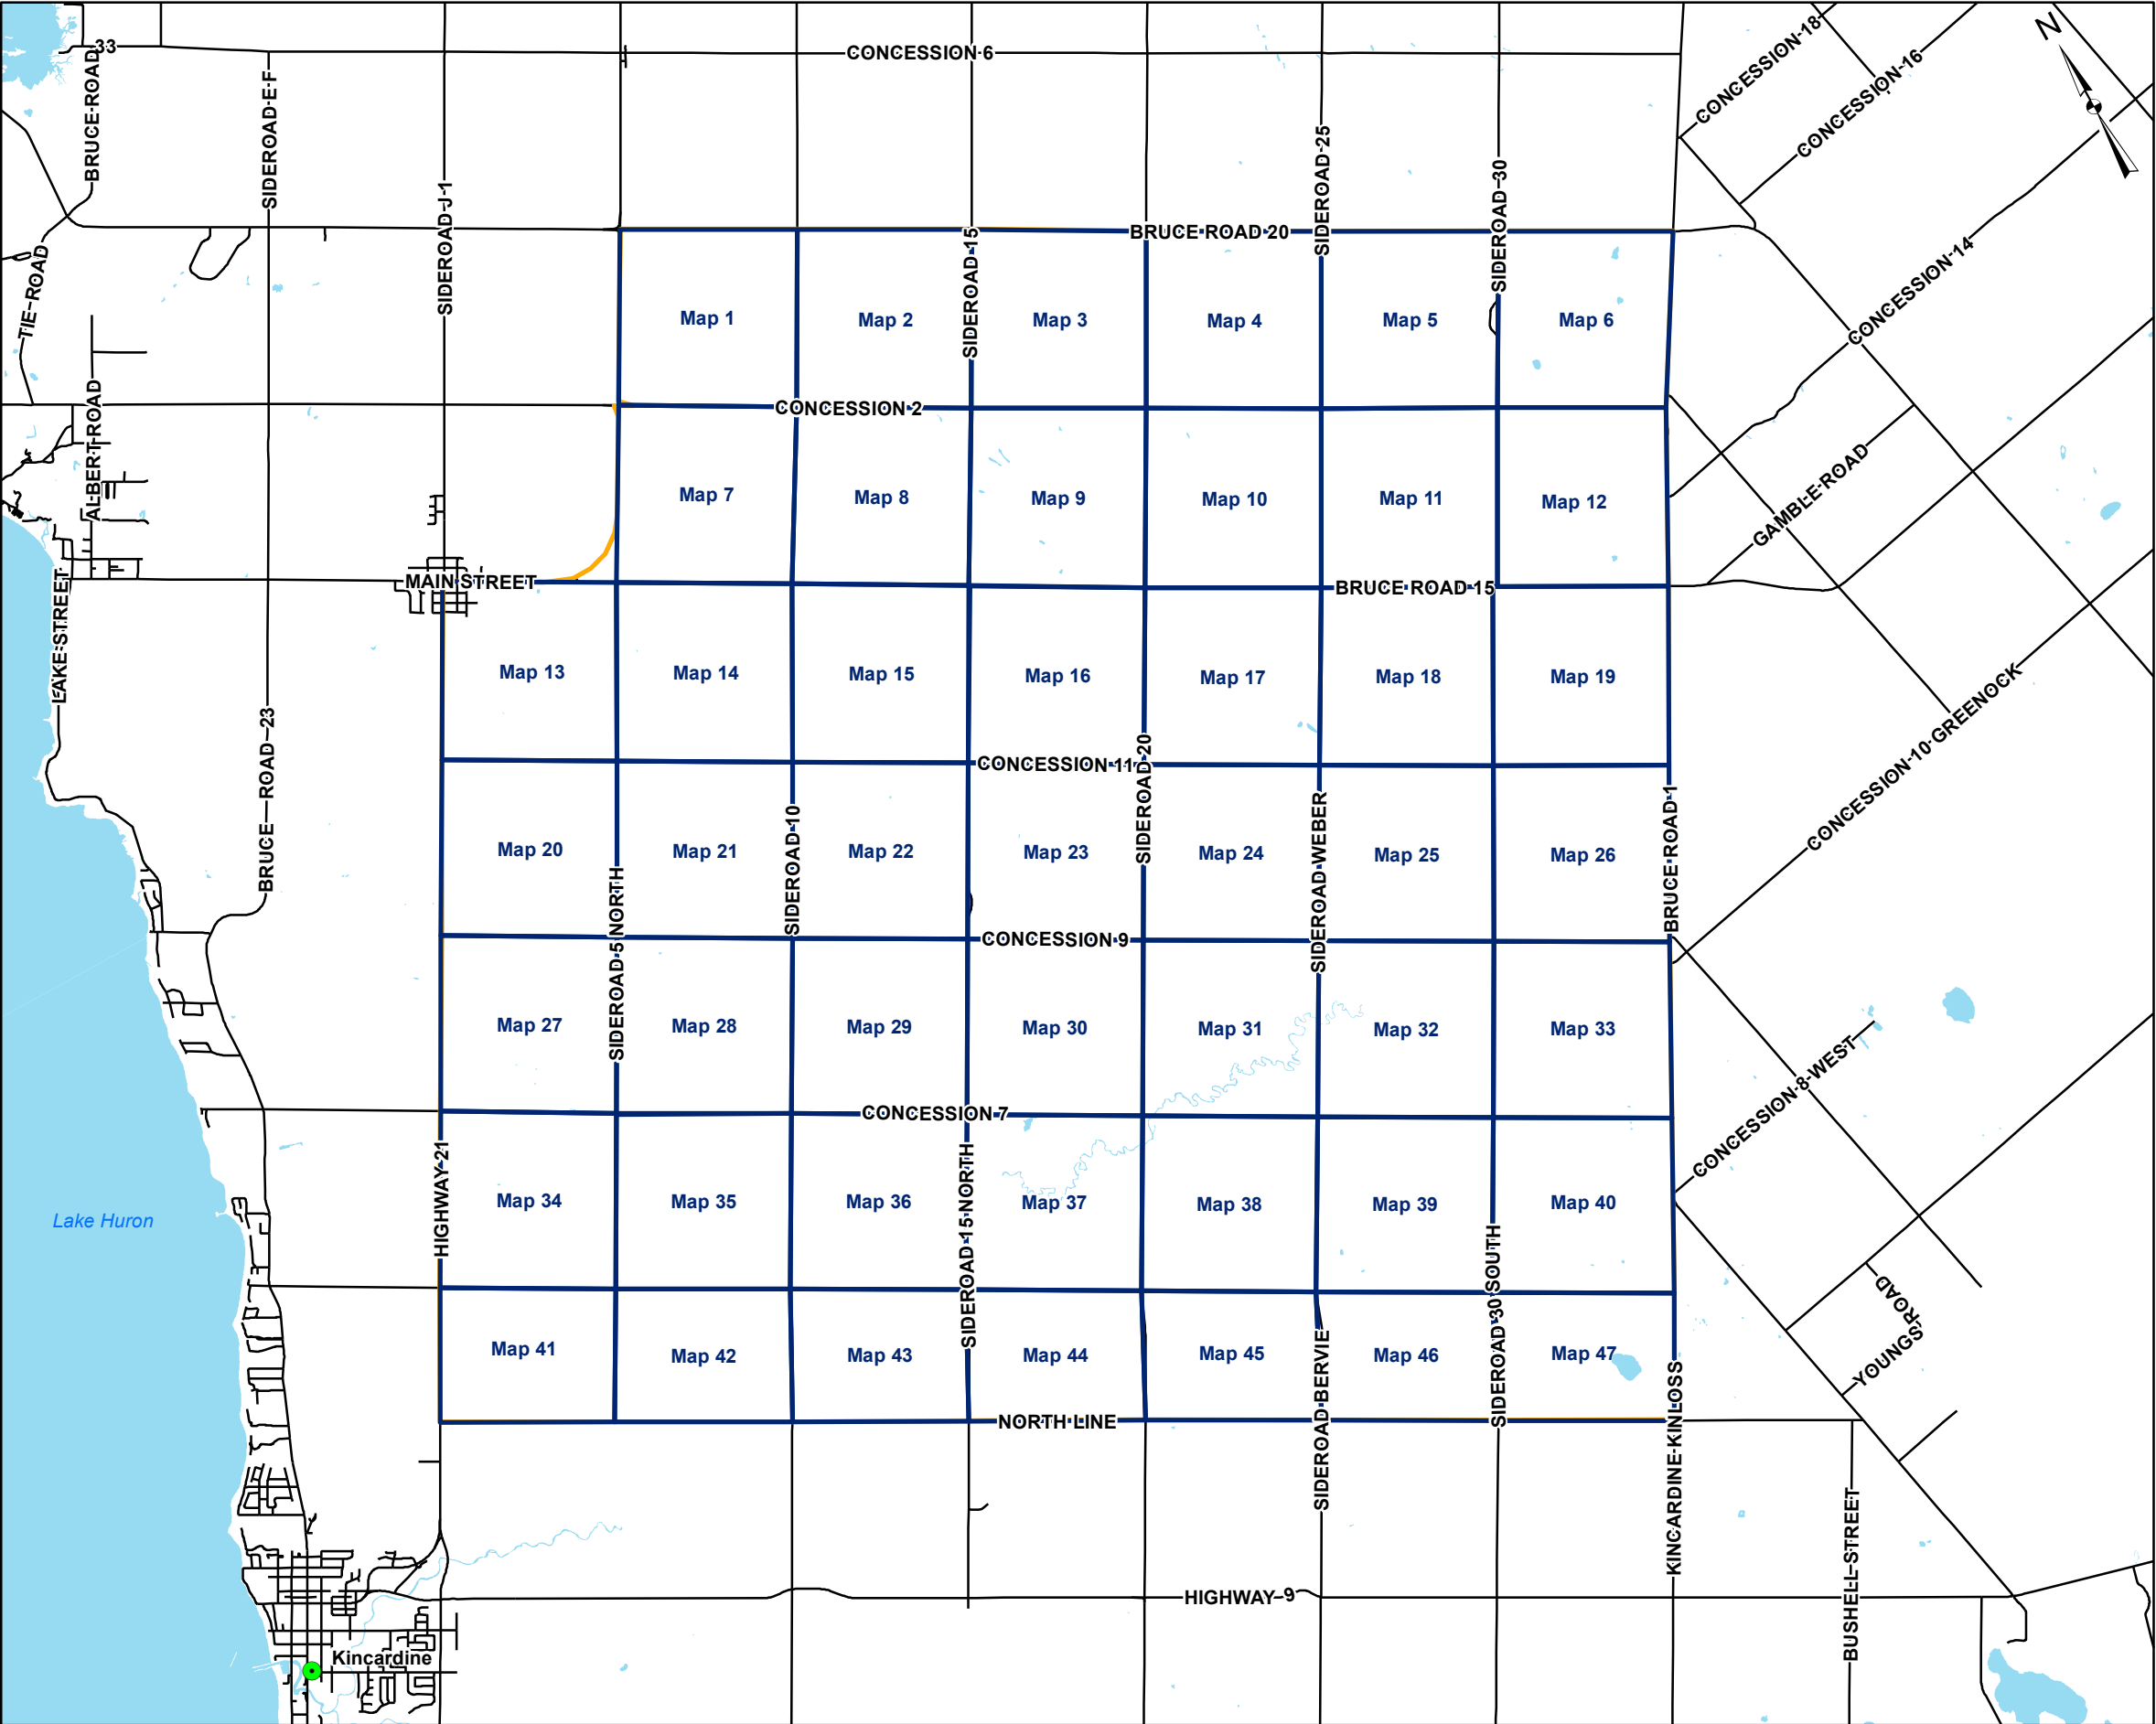 N
33
CONCESSION 6
CONCESSION 18
CONCESSION 16
BRUCE ROAD
SIDEROAD E-F
SIDEROAD J-1
SIDEROAD 25
SIDEROAD 30
BRUCE ROAD 20
SIDEROAD 15
TIE ROAD
CONCESSION 14
Map 1
Map 2
Map 3
Map 4
Map 5
Map 6
CONCESSION 2
ALBERT ROAD
GAMBLE ROAD
Map 7
Map 8
Map 9
Map 10
Map 11
Map 12
MAIN STREET
BRUCE ROAD 15
LAKE STREET
Map 13
Map 14
Map 15
Map 16
Map 17
Map 18
Map 19
CONCESSION 10 GREENOCK
BRUCE ROAD 23
CONCESSION 11
SIDEROAD 20
SIDEROAD 10
SIDEROAD WEBER
BRUCE ROAD 1
Map 20
Map 21
Map 22
Map 23
Map 24
Map 25
Map 26
SIDEROAD 5 NORTH
CONCESSION 9
Map 27
Map 28
Map 29
Map 30
Map 31
Map 32
Map 33
CONCESSION 8 WEST
CONCESSION 7
HIGHWAY 21
SIDEROAD 15 NORTH
Lake Huron
Map 34
Map 35
Map 36
Map 37
Map 38
Map 39
Map 40
SIDEROAD 30 SOUTH
YOUNGS ROAD
Map 41
Map 42
Map 43
Map 44
Map 45
Map 46
Map 47
SIDEROAD BERVIE
KINCARDINE-KINLOSS
NORTH LINE
BUSHELL STREET
HIGHWAY 9
Kincardine